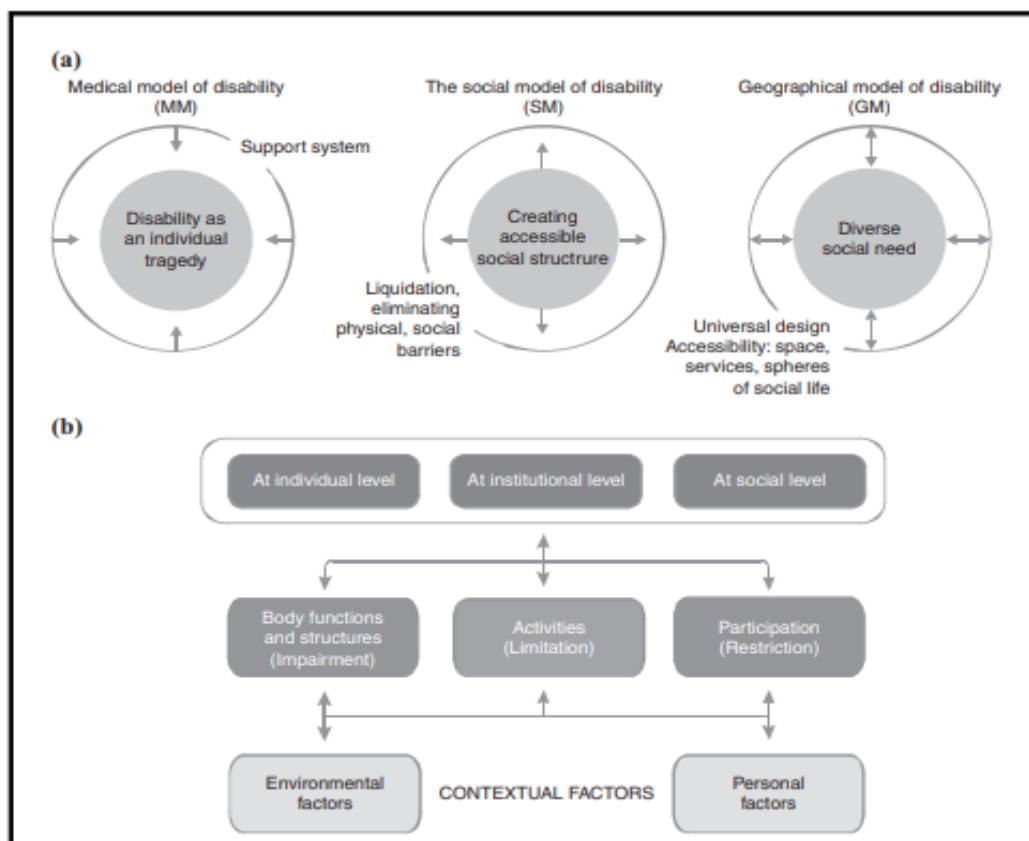 (a)
Medical model of disability
(MM)
Support system
Disability as
an individual
tragedy
The social model of disability
(SM)
Creating
accessible
social structrure
Liquidation,
eliminating
physical, social
barriers
Geographical model of disability
(GM)
Diverse
social need
Universal design
Accessibility: space,
services, spheres
of social life
(b)
At individual level
At institutional level
At social level
Body functions
and structures
(Impairment)
Activities
(Limitation)
Participation
(Restriction)
Environmental
factors
CONTEXTUAL FACTORS
Personal
factors